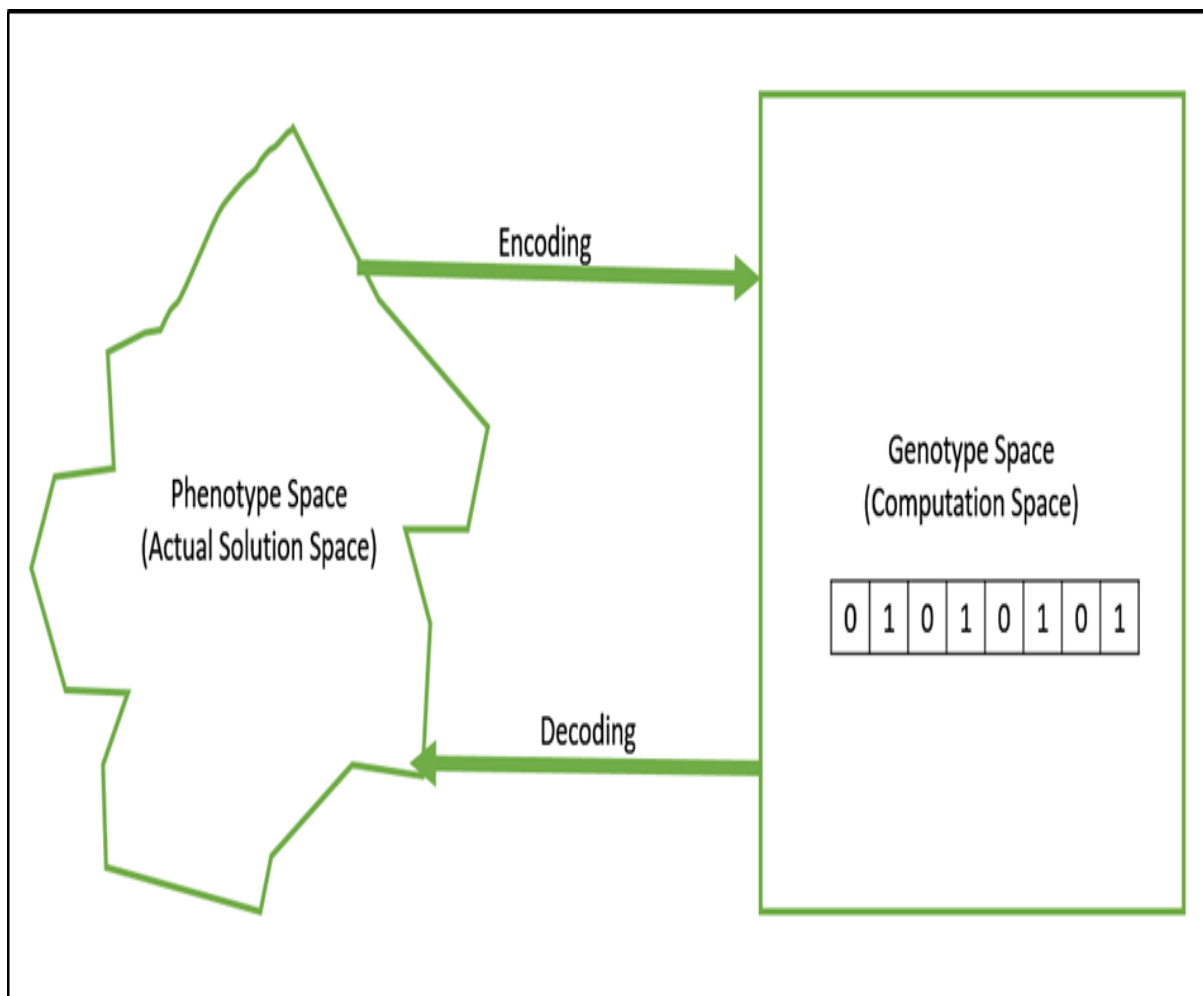 Encoding
Phenotype Space
(Actual Solution Space)
Genotype Space
(Computation Space)
0 1 0 1 0 1 0 1
Decoding